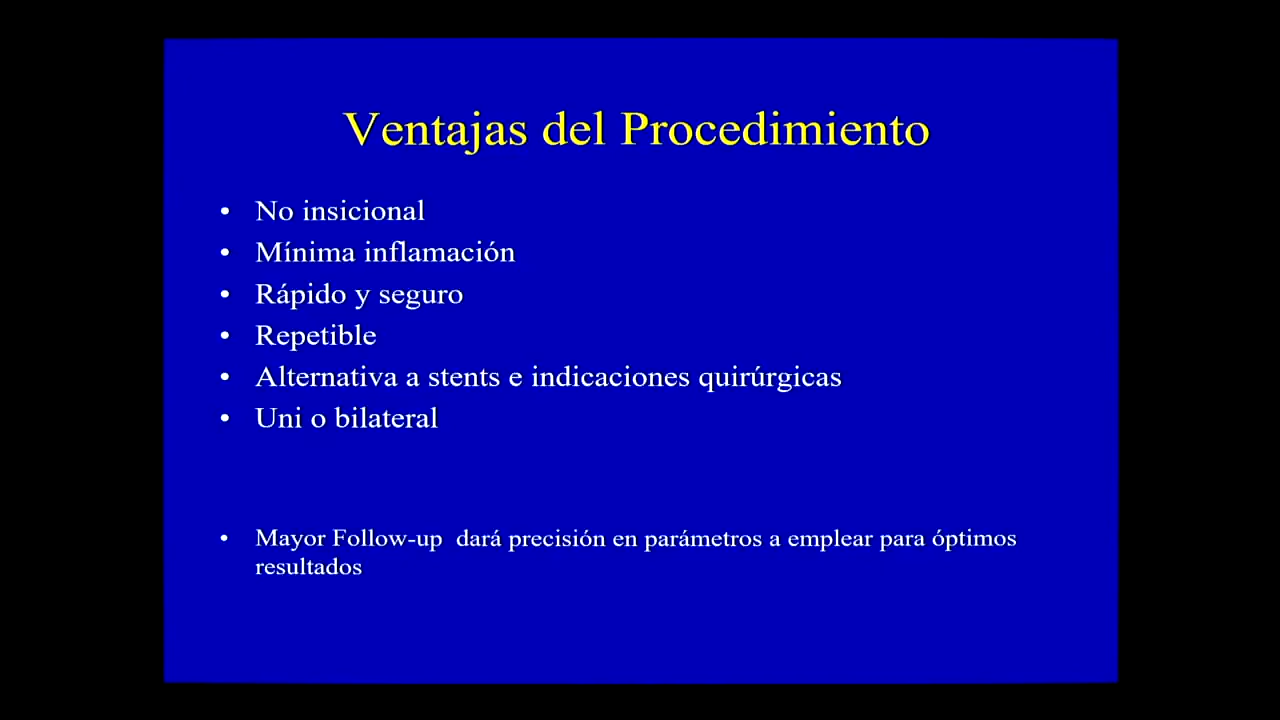 Ventajas del Procedimiento
• No insicional
• Mínima inflamación
• Rápido y seguro
• Repetible
• Alternativa a stents e indicaciones quirúrgicas
• Uni o bilateral
• Mayor Follow-up dará precisión en parámetros a emplear para óptimos
resultados